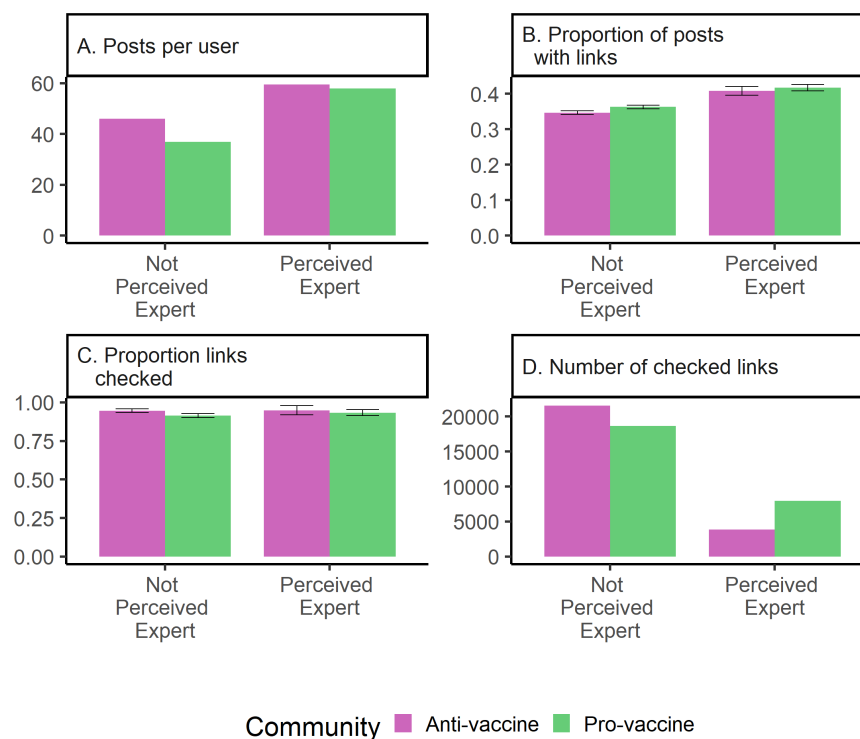 A. Posts per user
60
40
20
0
Not
Perceived
Expert
Perceived
Expert
B. Proportion of posts
with links
0.4
0.3
0.2
0.1
0.0
Not
Perceived
Expert
Perceived
Expert
C. Proportion links
checked
1.00
0.75
0.50
0.25
0.00
Not
Perceived
Expert
Perceived
Expert
D. Number of checked links
20000
15000
10000
5000
0
Not
Perceived
Expert
Perceived
Expert
Community Anti-vaccine Pro-vaccine